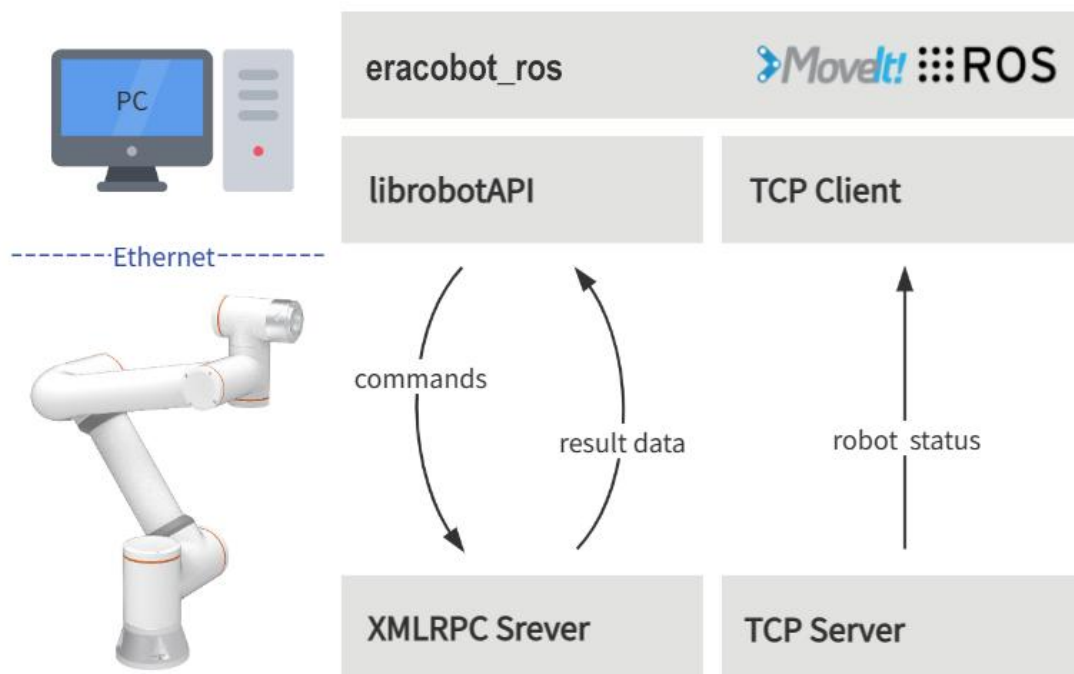 PC
eracobot_ros
MoveIt! ROS
librobotAPI
TCP Client
Ethernet
commands
result data
robot status
XMLRPC Srever
TCP Server